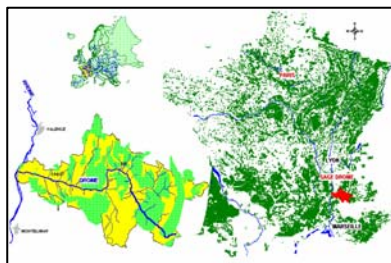 PARIS
VALENCE
LYON
SAGE DROME
DROME
MONTELIMAR
MARSEILLE